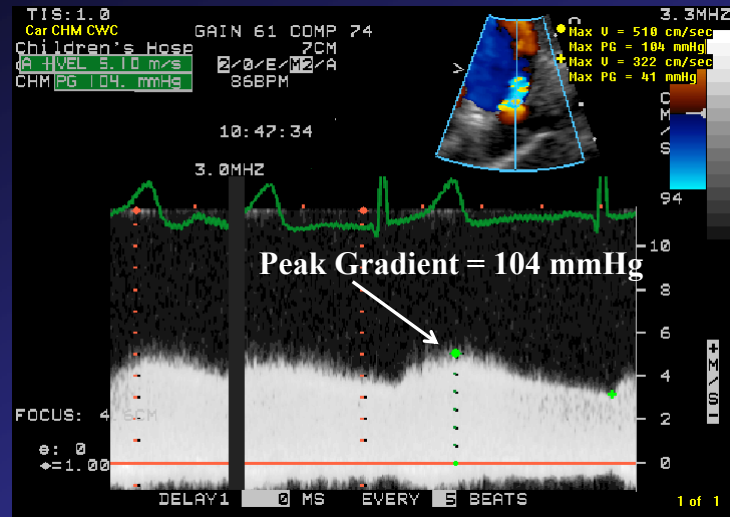 TIS:1.0
3.3MHZ
Car CHM CWC
GAIN 61 COMP 74
Max V = 510 cm/sec
Children's Hosp
7CM
Max PG = 104 mmHg
A + VEL 5.10 m/s
2/0/E/M2/A
Max V = 322 cm/sec
CHM PG 104. mmHg
86BPM
Max PG = 41 mmHg
10:47:34
3.0MHZ
94
10
Peak Gradient = 104 mmHg
8
6
4
+M/S-
FOCUS: 4.6CM
2
θ: 0
0
=1.00
DELAY1 0 MS EVERY 5 BEATS
1 of 1